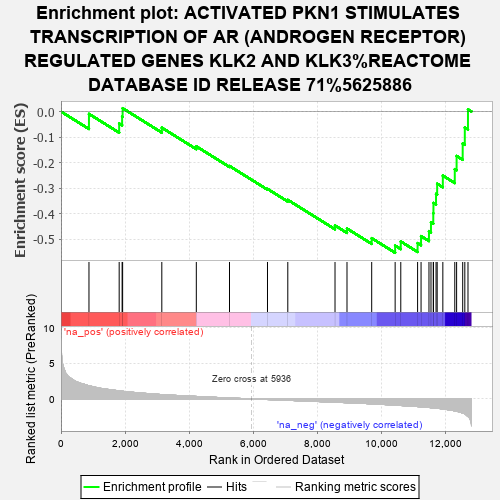 Enrichment plot: ACTIVATED PKN1 STIMULATES
TRANSCRIPTION OF AR (ANDROGEN RECEPTOR)
REGULATED GENES KLK2 AND KLK3%REACTOME
DATABASE ID RELEASE 71%5625886
Enrichment score (ES)
0.0
-0.1
-0.2
-0.3
-0.4
-0.5
'na_pos' (positively correlated)
Ranked list metric (PreRanked)
10
5
0
Zero cross at 5936
'na_neg' (negatively correlated)
0
2,000
4,000
6,000
8,000
10,000
12,000
Rank in Ordered Dataset
Enrichment profile
Hits
Ranking metric scores